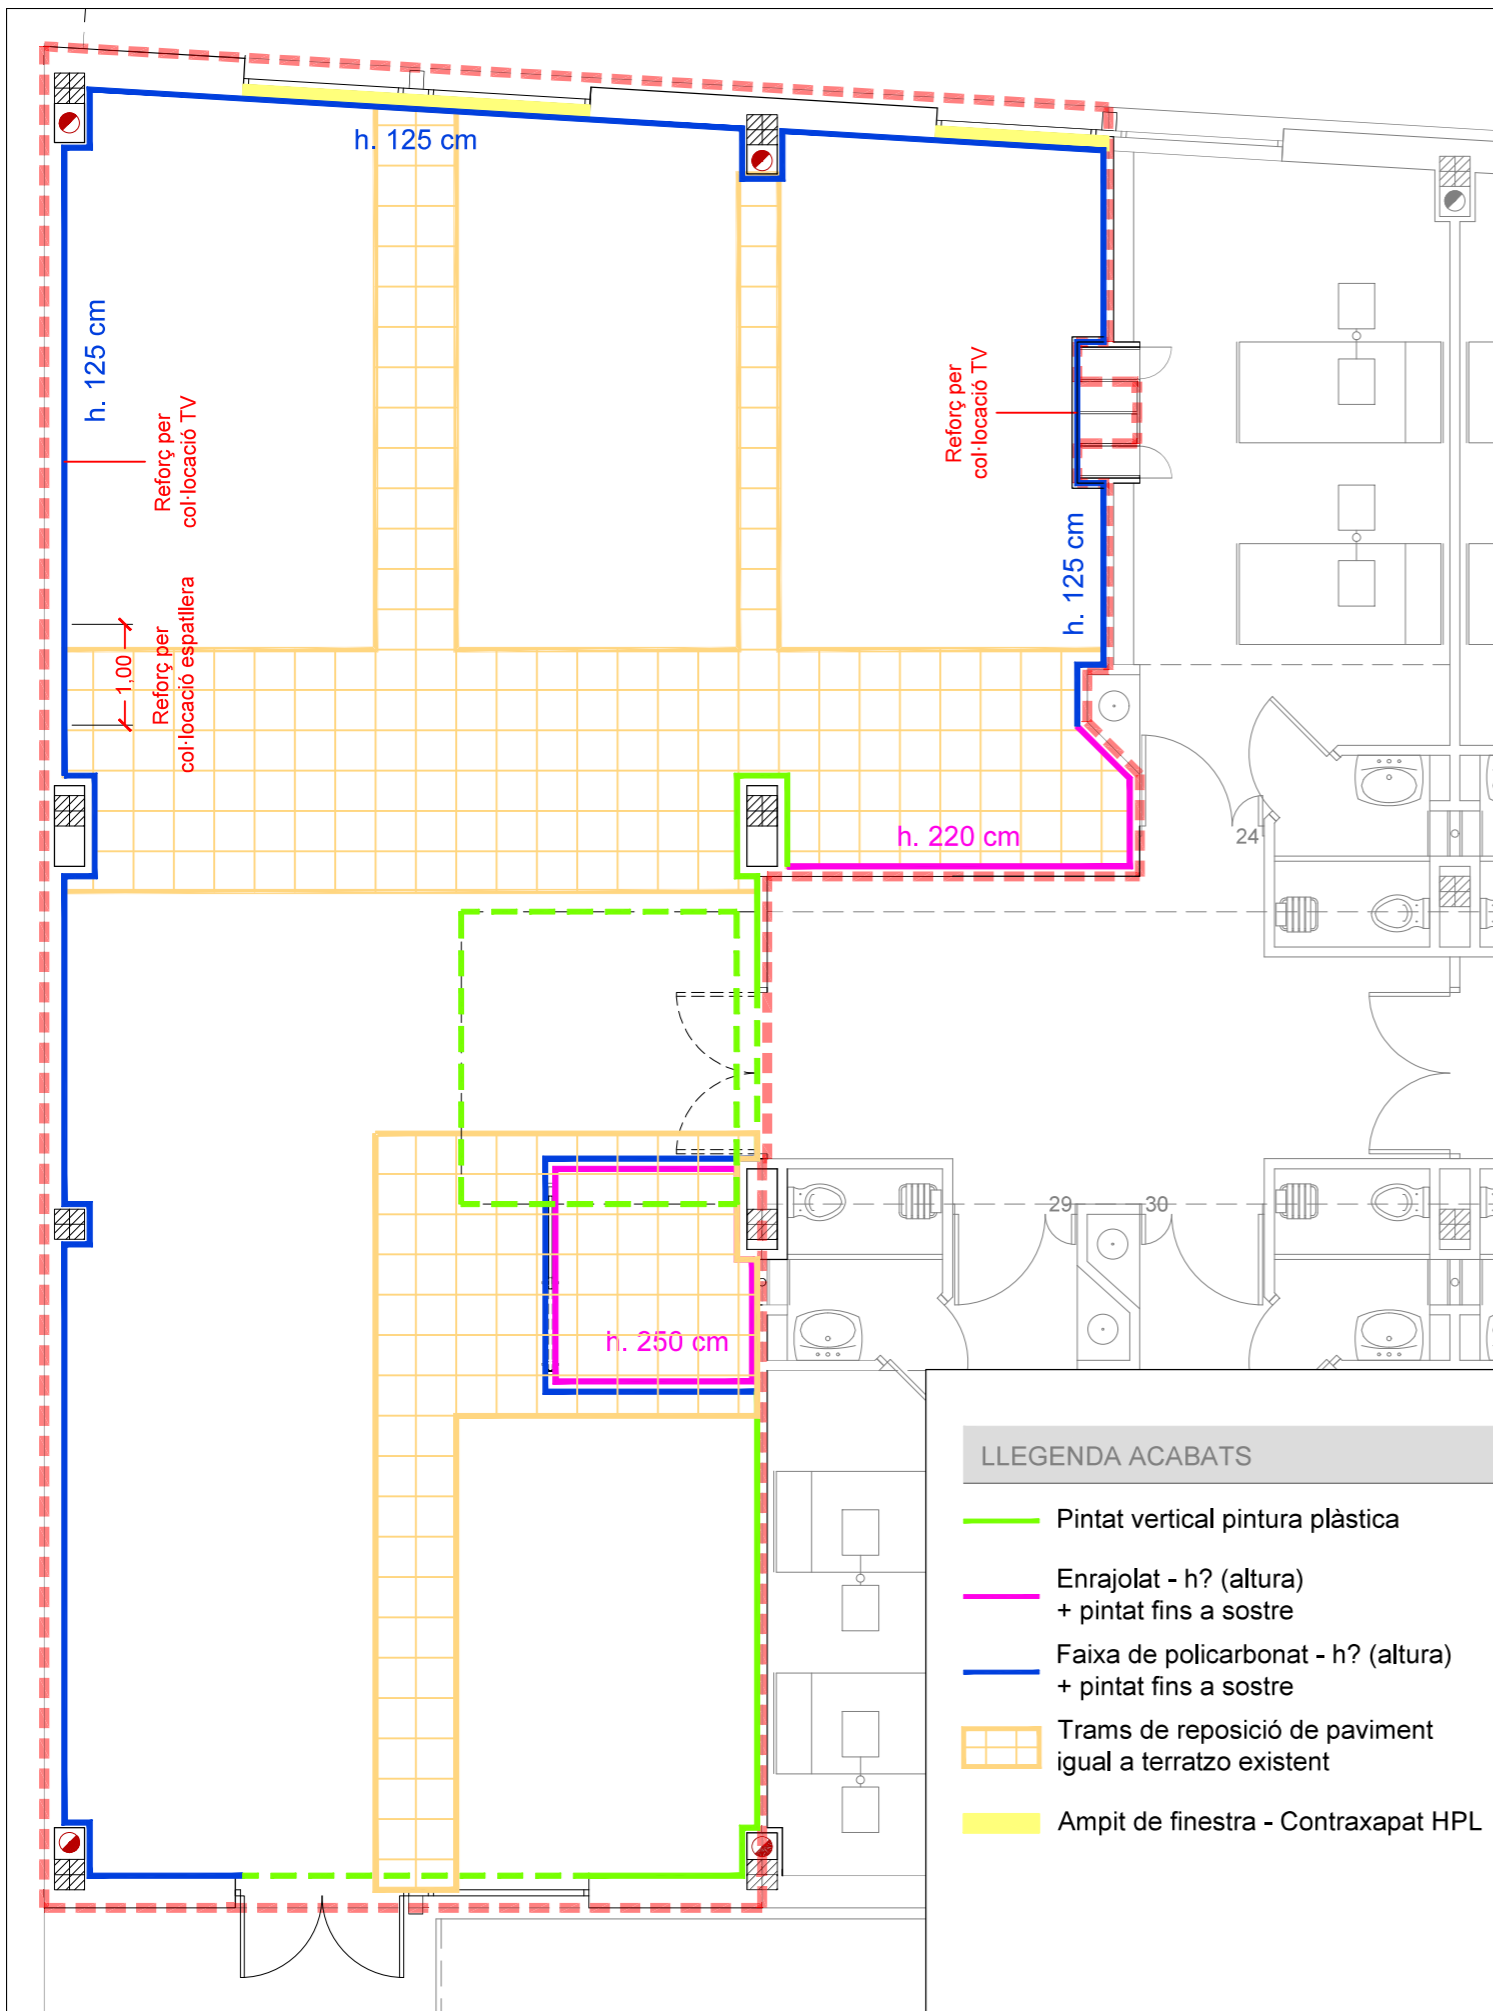 h. 125 cm
h. 125 cm
Reforç per
col·locació TV
Reforç per
col·locació TV
h. 125 cm
1,00
Reforç per
col·locació espatllera
h. 220 cm
24
29
30
h. 250 cm
LLEGENDA ACABATS
Pintat vertical pintura plàstica
Enrajolat - h? (altura)
+ pintat fins a sostre
Faixa de policarbonat - h? (altura)
+ pintat fins a sostre
Trams de reposició de paviment
igual a terratzo existent
Ampit de finestra - Contraxapat HPL